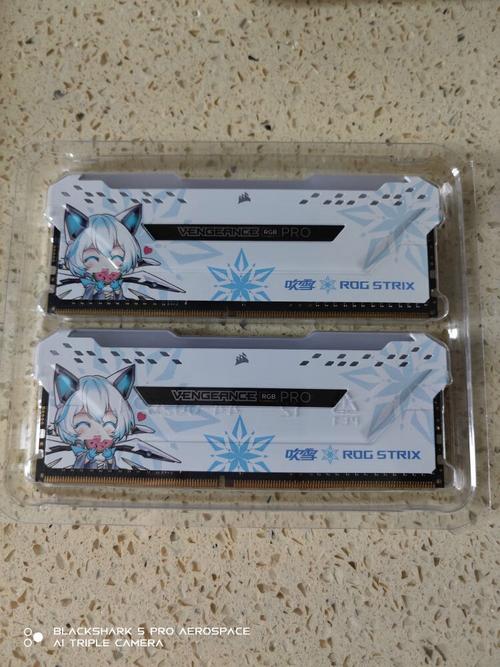 VENGEANCE RGB PRO
吹雪 ROG STRIX
VENGEANCE RGB PRO
吹雪 ROG STRIX
BLACKSHARK 5 PRO AEROSPACE
AI TRIPLE CAMERA